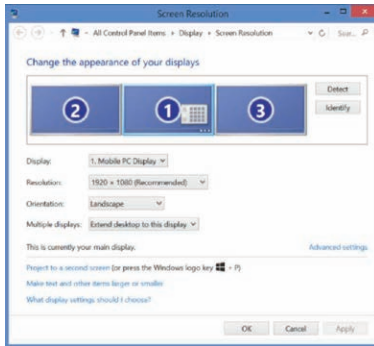 Screen Resolution
All Control Panel Items ▸ Display ▸ Screen Resolution
Change the appearance of your displays
2 1 3
Detect
Identify
Display: 1. Mobile PC Display
Resolution: 1920 × 1080 (Recommended)
Orientation: Landscape
Multiple displays: Extend desktop to this display
This is currently your main display. Advanced settings
Project to a second screen (or press the Windows logo key + P)
Make text and other items larger or smaller
What display settings should I choose?
OK Cancel Apply